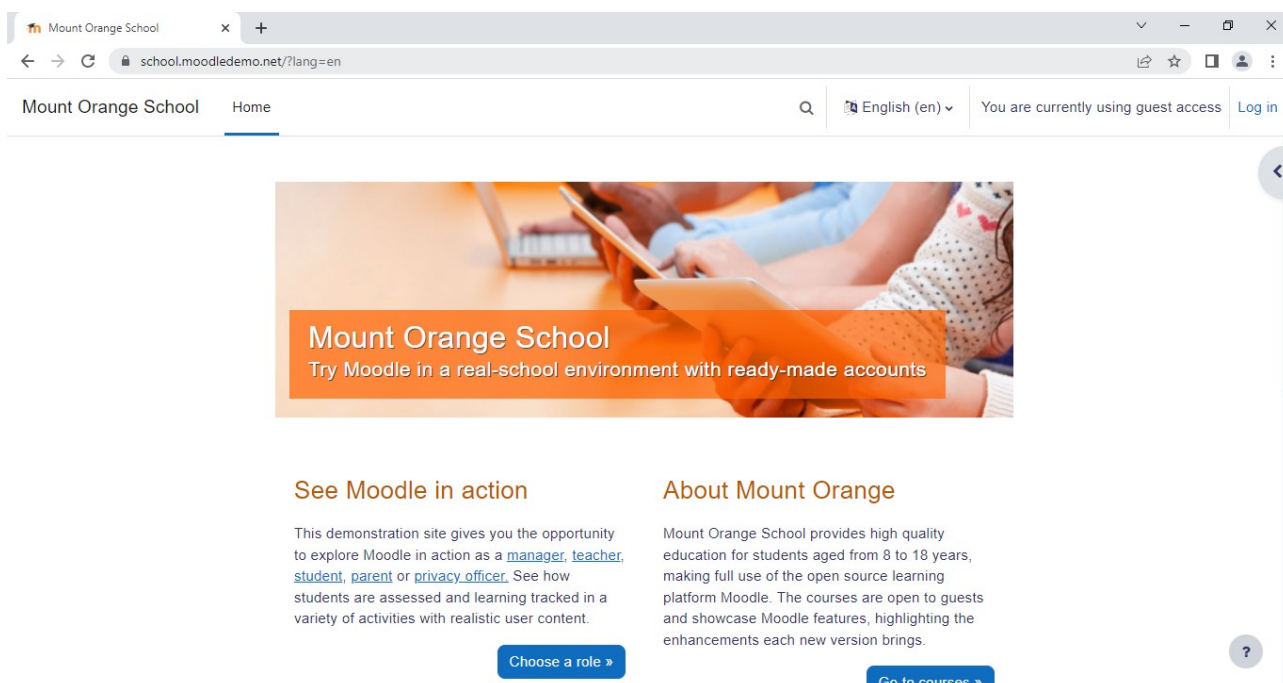 Mount Orange School
school.moodledemo.net/?lang=en
Mount Orange School Home English (en) You are currently using guest access Log in
Mount Orange School
Try Moodle in a real-school environment with ready-made accounts
See Moodle in action
This demonstration site gives you the opportunity
to explore Moodle in action as a manager, teacher,
student, parent or privacy officer. See how
students are assessed and learning tracked in a
variety of activities with realistic user content.
Choose a role »
About Mount Orange
Mount Orange School provides high quality
education for students aged from 8 to 18 years,
making full use of the open source learning
platform Moodle. The courses are open to guests
and showcase Moodle features, highlighting the
enhancements each new version brings.
Go to courses »
?